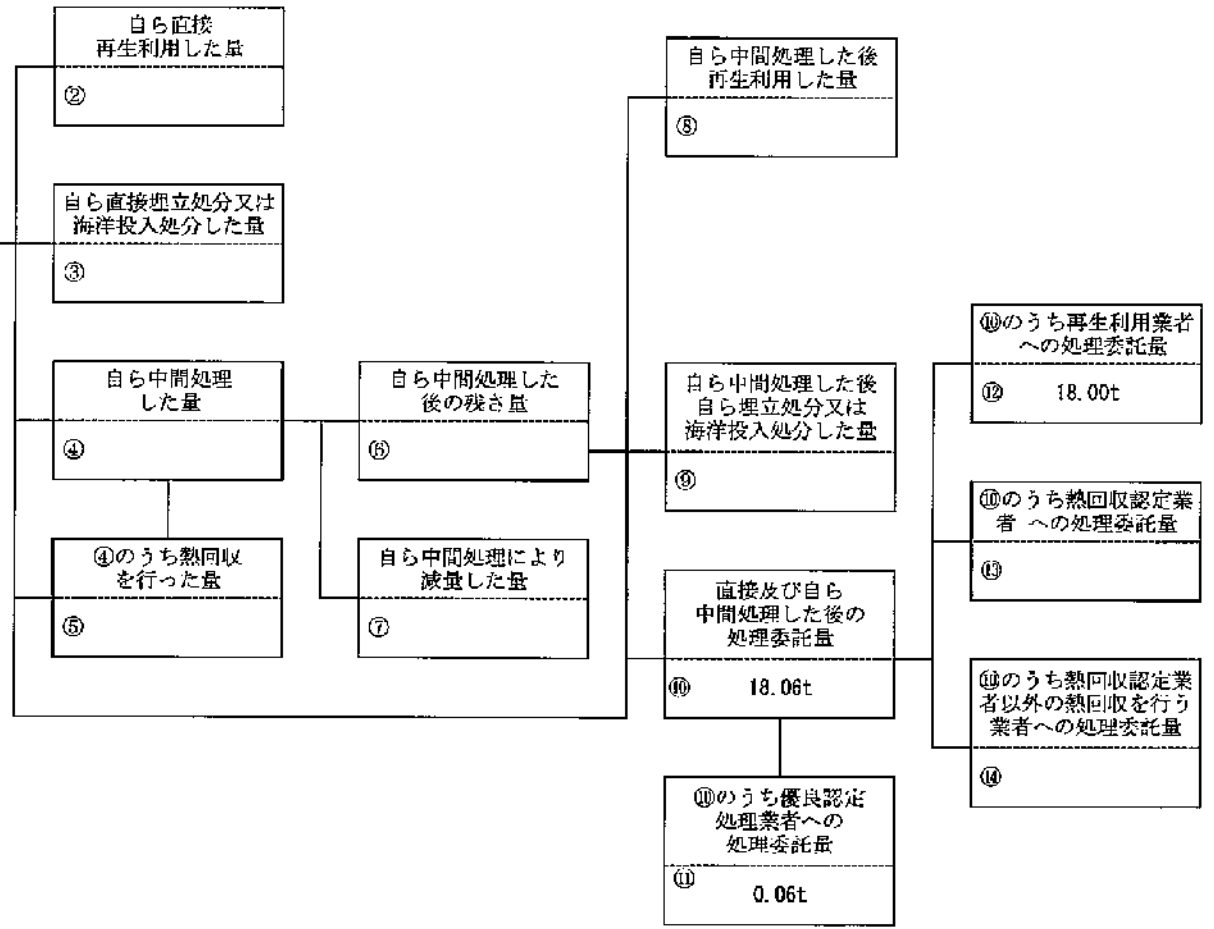 自ら直接
再生利用した量
②
自ら直接埋立処分又は
海洋投入処分した量
③
自ら中間処理
した量
④
④のうち熱回収
を行った量
⑤
自ら中間処理した
後の残さ量
⑥
自ら中間処理により
減量した量
⑦
自ら中間処理した後
再生利用した量
⑧
自ら中間処理した後
自ら埋立処分又は
海洋投入処分した量
⑨
直接及び自ら
中間処理した後の
処理委託量
⑩ 18.06t
⑩のうち優良認定
処理業者への
処理委託量
⑪ 0.06t
⑩のうち再生利用業者
への処理委託量
⑫ 18.00t
⑩のうち熱回収認定業
者 への処理委託量
⑬
⑩のうち熱回収認定業
者以外の熱回収を行う
業者への処理委託量
⑭